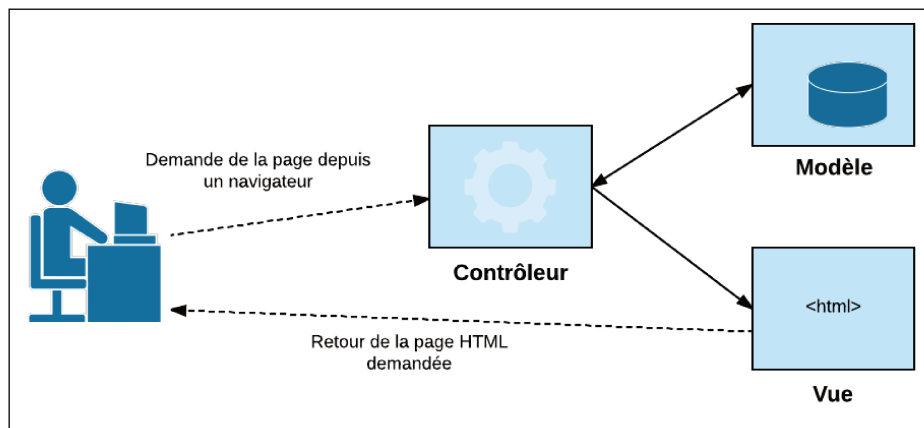 Demande de la page depuis
un navigateur
Contrôleur
Modèle
<html>
Vue
Retour de la page HTML
demandée